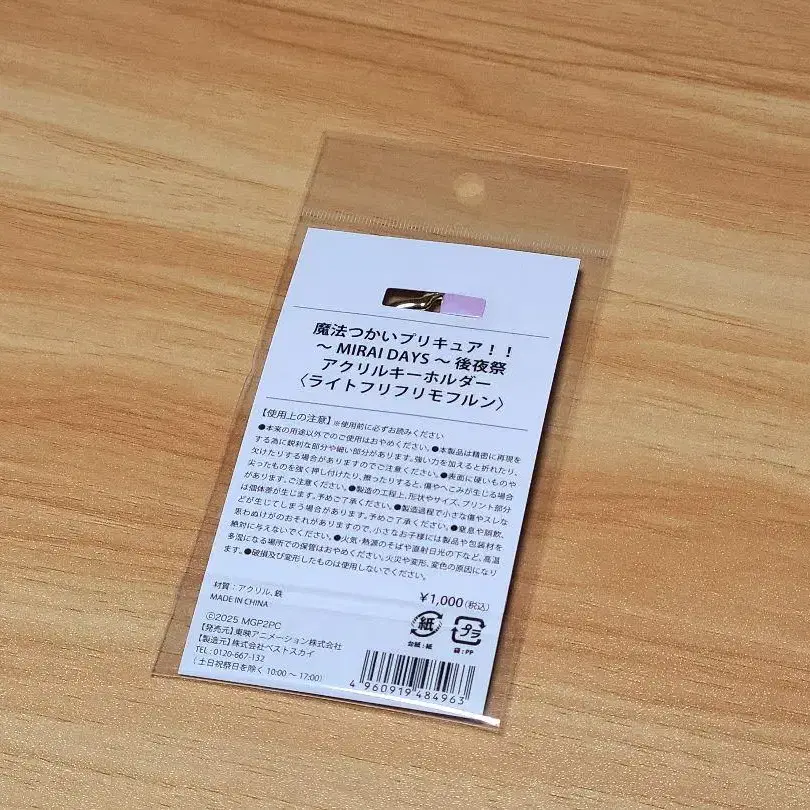 魔法つかいプリキュア！！
～ MIRAI DAYS ～ 後夜祭
アクリルキーホルダー
〈ライトフリフリモフルン〉
【使用上の注意】※使用前に必ずお読みください
●本来の用途以外でのご使用はおやめください。●本製品は精密に再現を
する為に鋭利な部分や細い部分があります。強い力を加えると折れたり、
欠けたりする場合がありますのでご注意ください。●表面に硬いものや
尖ったものを強く押し付けたり、擦ったりすると、傷やへこみが生じる場合
があります。ご注意ください。●製造の工程上、形状やサイズ、プリント部分
は個体差が生じます。予めご了承ください。●製造過程で小さな傷やスレな
どが生じてしまう場合があります。予めご了承ください。●窒息や誤飲、
思わぬけがのおそれがありますので、小さなお子様には製品や包装材を
絶対に与えないでください。●火気・熱源のそばや直射日光の下など、高温
多湿になる場所での保管はおやめください。火災や変形、変色の原因になり
ます。●破損及び変形したものは使用しないでください。
材質：アクリル、鉄
MADE IN CHINA
￥1,000（税込）
©2025 MGP2PC
【発売元】東映アニメーション株式会社
【製造元】株式会社ベストスカイ
TEL：0120-667-132
（土日祝祭日を除く 10:00 ～ 17:00）
紙
台紙：紙
プラ
袋：PP
4 960919 484963